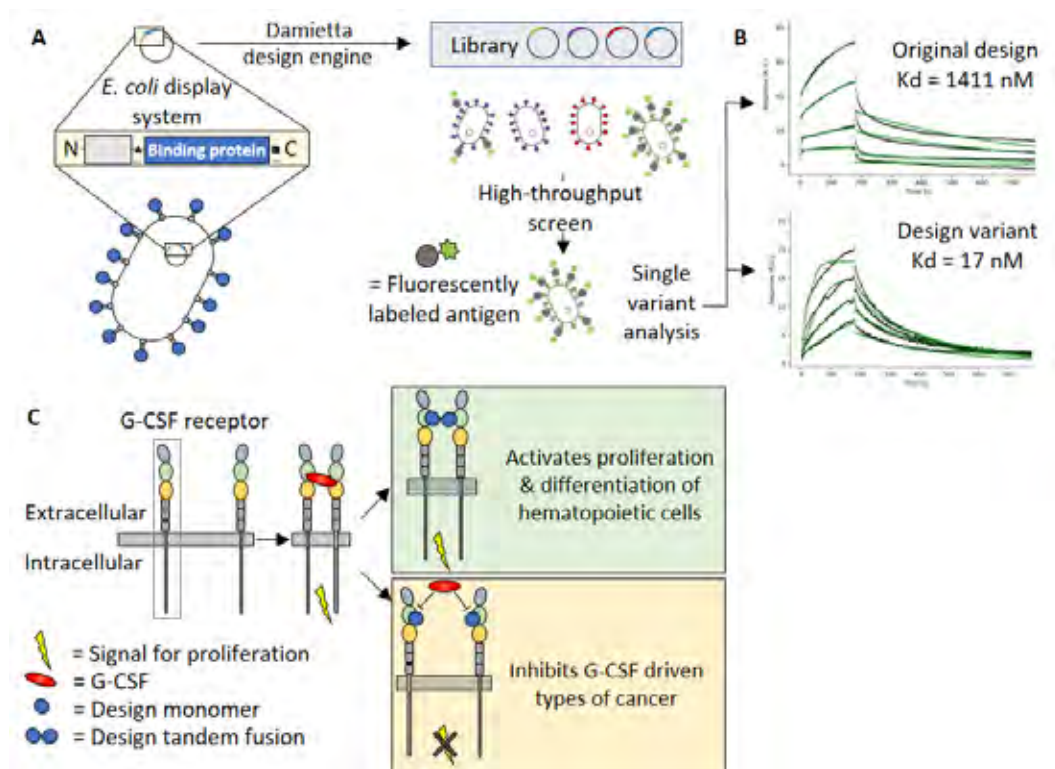 A
Damietta
design engine
Library
E. coli display
system
N
Binding protein
C
High-throughput
screen
= Fluorescently
labeled antigen
Single
variant
analysis
B
Original design
Kd = 1411 nM
Design variant
Kd = 17 nM
C
G-CSF receptor
Extracellular
Intracellular
= Signal for proliferation
= G-CSF
= Design monomer
= Design tandem fusion
Activates proliferation
& differentiation of
hematopoietic cells
Inhibits G-CSF driven
types of cancer